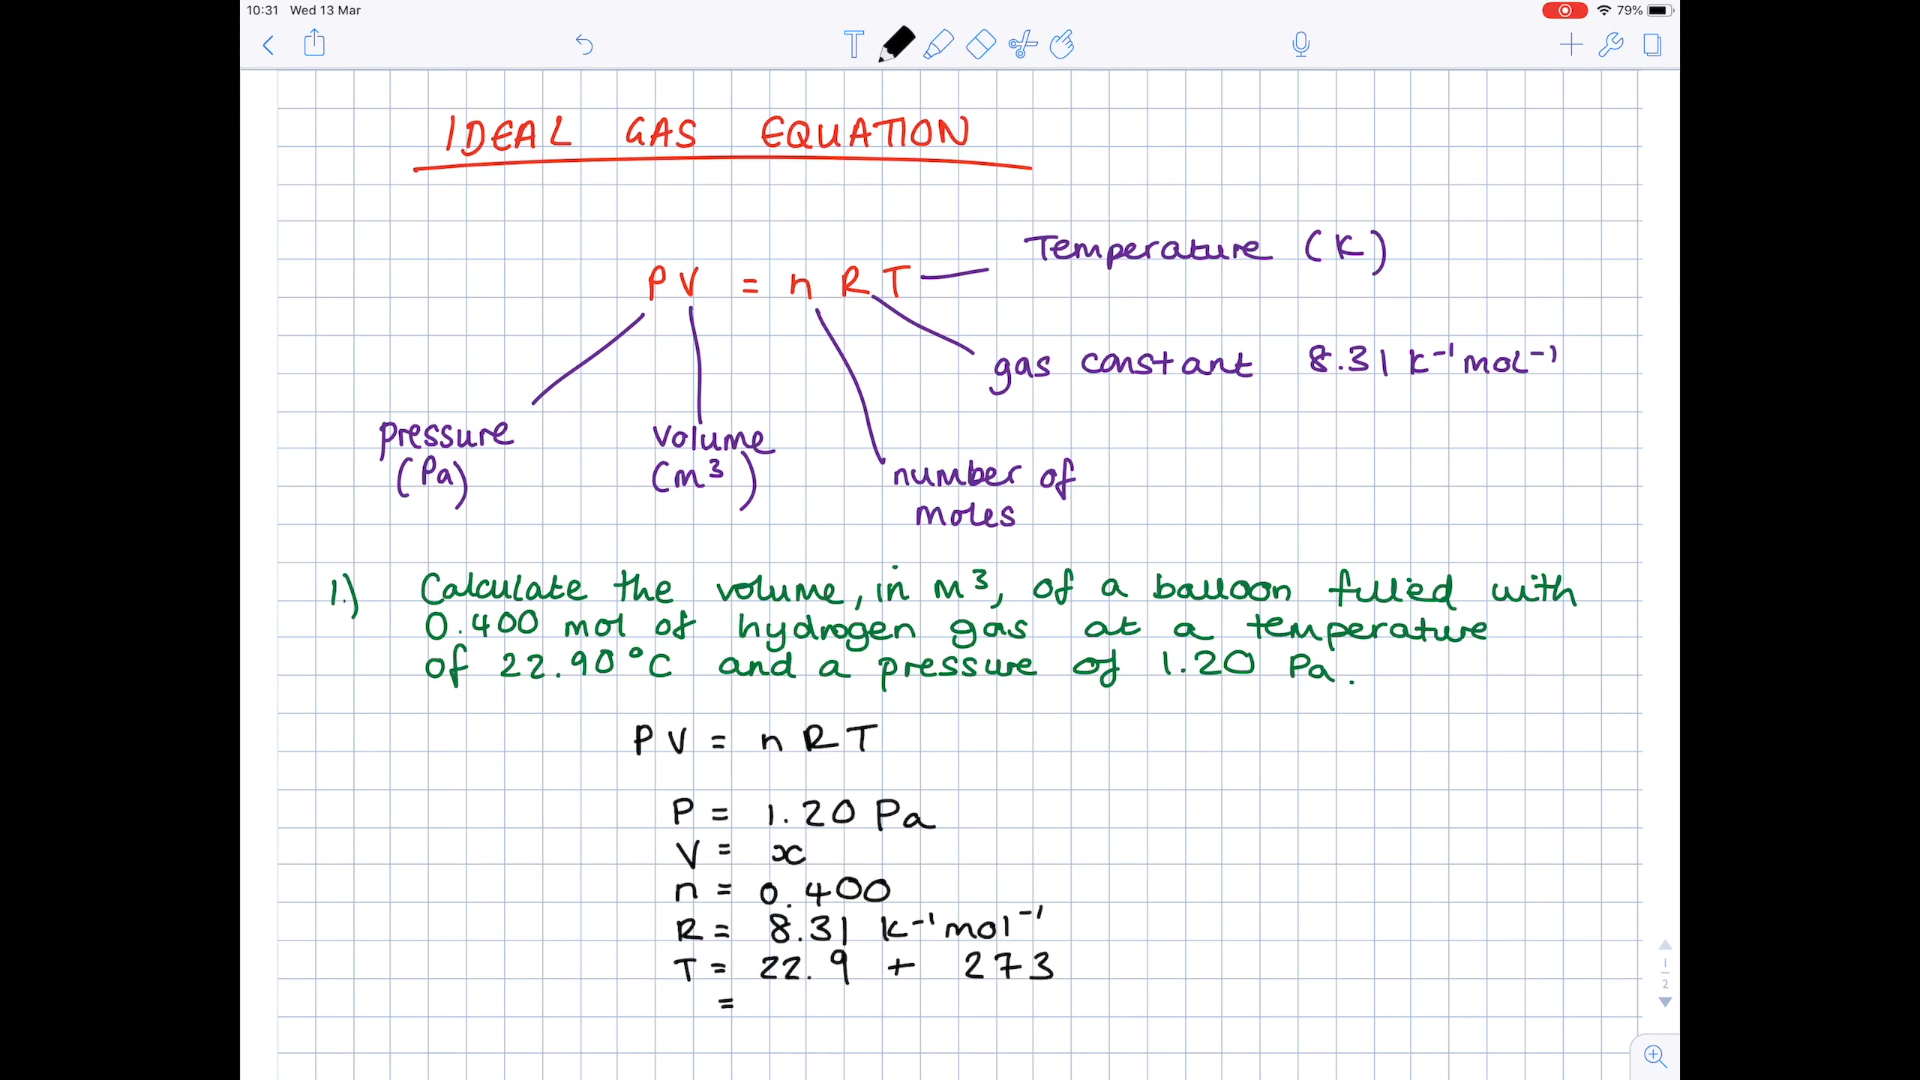 10:31 Wed 13 Mar
79%
IDEAL GAS EQUATION
Temperature (K)
PV = nRT
gas constant 8.31 K⁻¹mol⁻¹
pressure
(Pa)
volume
(m³)
number of
moles
1.) Calculate the volume, in m³, of a balloon filled with
0.400 mol of hydrogen gas at a temperature
of 22.90°C and a pressure of 1.20 Pa.
PV = nRT
P = 1.20 Pa
V = x
n = 0.400
R = 8.31 K⁻¹mol⁻¹
T = 22.9 + 273
=
1
2